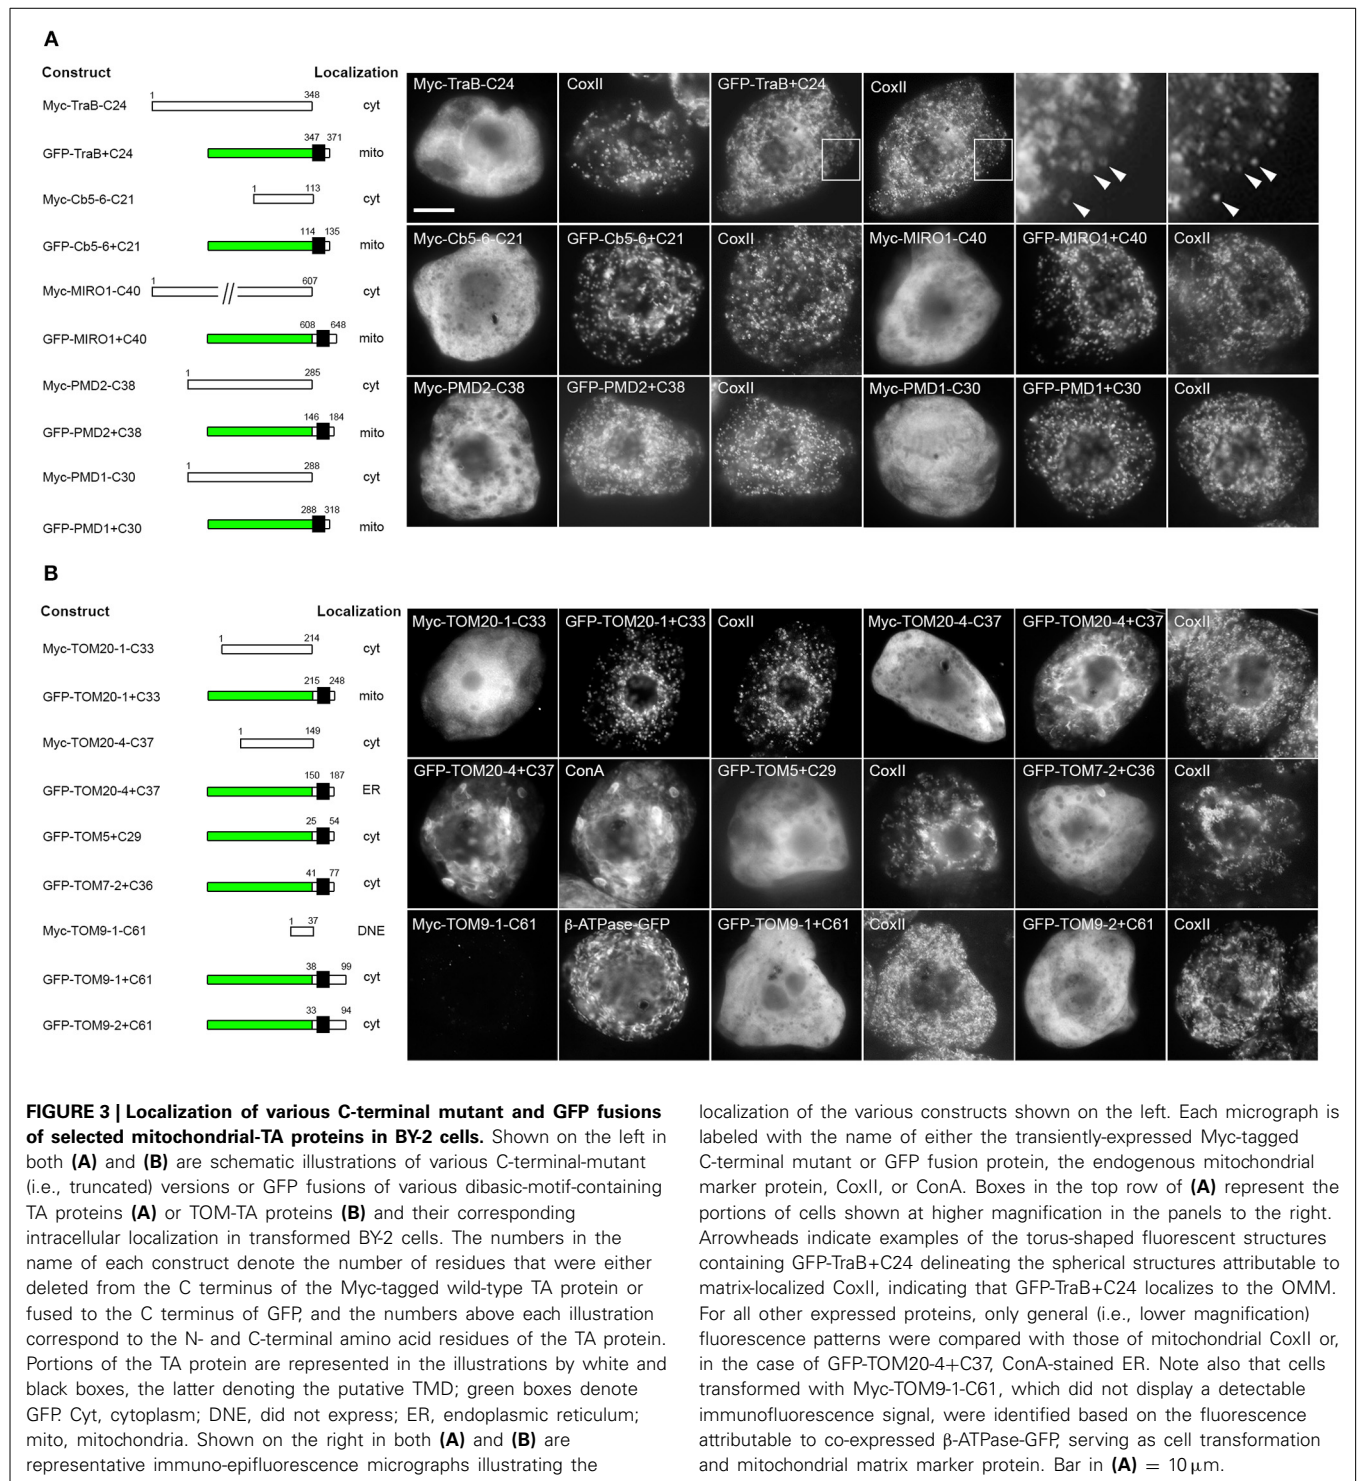 A
Construct Localization
1 348
Myc-TraB-C24 cyt
347 371
GFP-TraB+C24 mito
1 113
Myc-Cb5-6-C21 cyt
114 135
GFP-Cb5-6+C21 mito
1 607
Myc-MIRO1-C40 cyt
608 648
GFP-MIRO1+C40 mito
1 285
Myc-PMD2-C38 cyt
146 184
GFP-PMD2+C38 mito
1 288
Myc-PMD1-C30 cyt
288 318
GFP-PMD1+C30 mito
Myc-TraB-C24 CoxII GFP-TraB+C24 CoxII
Myc-Cb5-6-C21 GFP-Cb5-6+C21 CoxII Myc-MIRO1-C40 GFP-MIRO1+C40 CoxII
Myc-PMD2-C38 GFP-PMD2+C38 CoxII Myc-PMD1-C30 GFP-PMD1+C30 CoxII
B
Construct Localization
1 214
Myc-TOM20-1-C33 cyt
215 248
GFP-TOM20-1+C33 mito
1 149
Myc-TOM20-4-C37 cyt
150 187
GFP-TOM20-4+C37 ER
25 54
GFP-TOM5+C29 cyt
41 77
GFP-TOM7-2+C36 cyt
1 37
Myc-TOM9-1-C61 DNE
38 99
GFP-TOM9-1+C61 cyt
33 94
GFP-TOM9-2+C61 cyt
Myc-TOM20-1-C33 GFP-TOM20-1+C33 CoxII Myc-TOM20-4-C37 GFP-TOM20-4+C37 CoxII
GFP-TOM20-4+C37 ConA GFP-TOM5+C29 CoxII GFP-TOM7-2+C36 CoxII
Myc-TOM9-1-C61 β-ATPase-GFP GFP-TOM9-1+C61 CoxII GFP-TOM9-2+C61 CoxII
FIGURE 3 | Localization of various C-terminal mutant and GFP fusions
of selected mitochondrial-TA proteins in BY-2 cells. Shown on the left in
both (A) and (B) are schematic illustrations of various C-terminal-mutant
(i.e., truncated) versions or GFP fusions of various dibasic-motif-containing
TA proteins (A) or TOM-TA proteins (B) and their corresponding
intracellular localization in transformed BY-2 cells. The numbers in the
name of each construct denote the number of residues that were either
deleted from the C terminus of the Myc-tagged wild-type TA protein or
fused to the C terminus of GFP, and the numbers above each illustration
correspond to the N- and C-terminal amino acid residues of the TA protein.
Portions of the TA protein are represented in the illustrations by white and
black boxes, the latter denoting the putative TMD; green boxes denote
GFP. Cyt, cytoplasm; DNE, did not express; ER, endoplasmic reticulum;
mito, mitochondria. Shown on the right in both (A) and (B) are
representative immuno-epifluorescence micrographs illustrating the
localization of the various constructs shown on the left. Each micrograph is
labeled with the name of either the transiently-expressed Myc-tagged
C-terminal mutant or GFP fusion protein, the endogenous mitochondrial
marker protein, CoxII, or ConA. Boxes in the top row of (A) represent the
portions of cells shown at higher magnification in the panels to the right.
Arrowheads indicate examples of the torus-shaped fluorescent structures
containing GFP-TraB+C24 delineating the spherical structures attributable to
matrix-localized CoxII, indicating that GFP-TraB+C24 localizes to the OMM.
For all other expressed proteins, only general (i.e., lower magnification)
fluorescence patterns were compared with those of mitochondrial CoxII or,
in the case of GFP-TOM20-4+C37, ConA-stained ER. Note also that cells
transformed with Myc-TOM9-1-C61, which did not display a detectable
immunofluorescence signal, were identified based on the fluorescence
attributable to co-expressed β-ATPase-GFP, serving as cell transformation
and mitochondrial matrix marker protein. Bar in (A) = 10 μm.